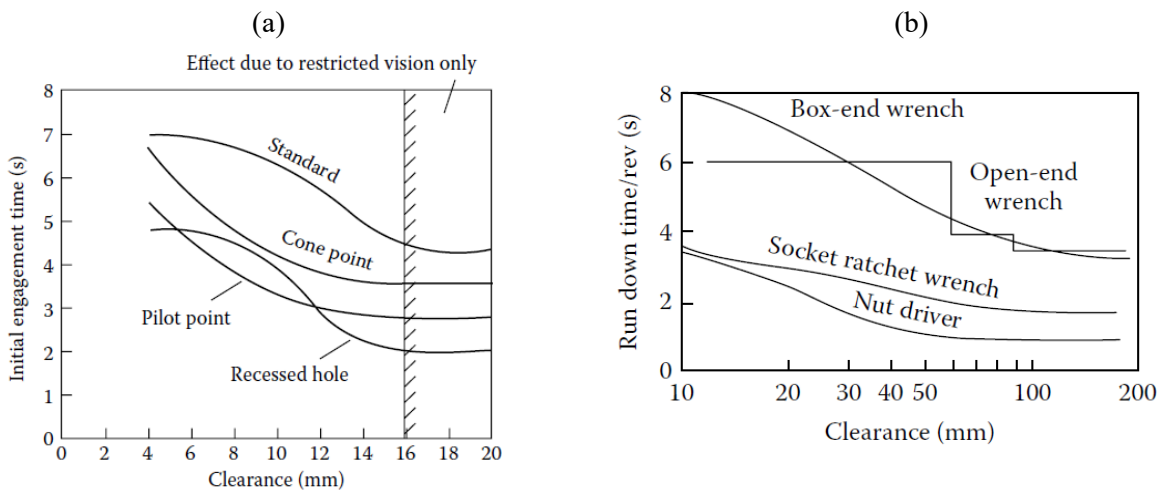 (a)
Effect due to restricted vision only
8
7
6
5
4
3
2
1
0
Initial engagement time (s)
Standard
Cone point
Pilot point
Recessed hole
0 2 4 6 8 10 12 14 16 18 20
Clearance (mm)
(b)
8
6
4
2
0
Run down time/rev (s)
Box-end wrench
Open-end
wrench
Socket ratchet wrench
Nut driver
10 20 30 40 50 100 200
Clearance (mm)